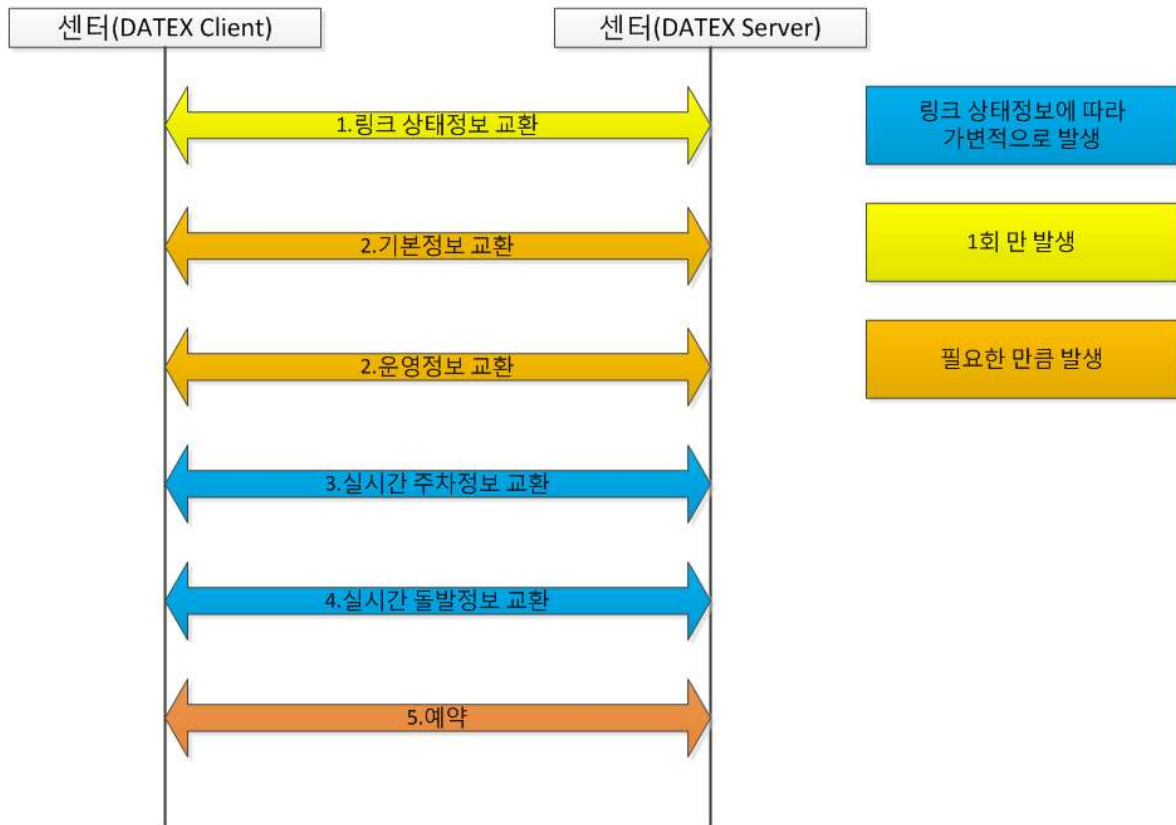 센터(DATEX Client)
센터(DATEX Server)
1.링크 상태정보 교환
링크 상태정보에 따라
가변적으로 발생
2.기본정보 교환
1회 만 발생
2.운영정보 교환
필요한 만큼 발생
3.실시간 주차정보 교환
4.실시간 돌발정보 교환
5.예약